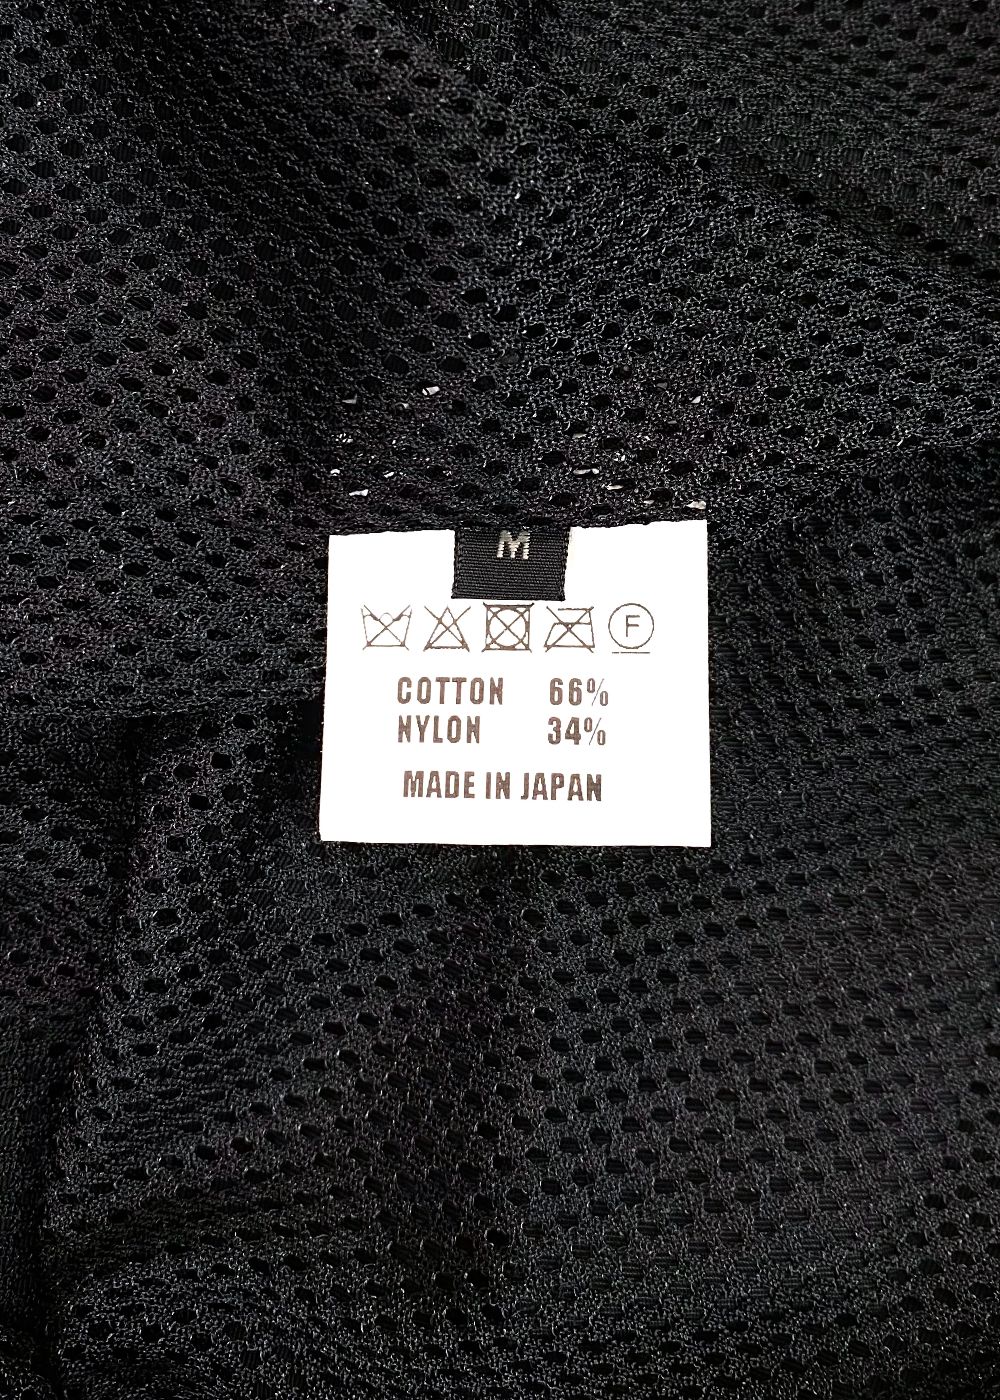 M
F
COTTON 66%
NYLON 34%
MADE IN JAPAN